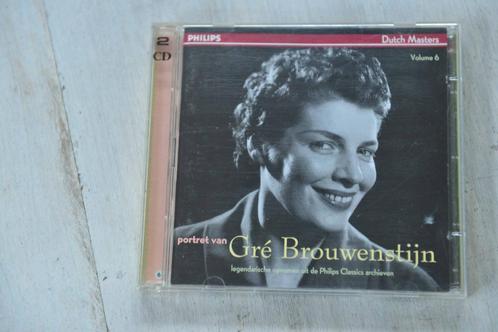 2
CD
PHILIPS
Dutch Masters
Volume 6
portret van Gré Brouwenstijn
legendarische opnamen uit de Philips Classics archieven